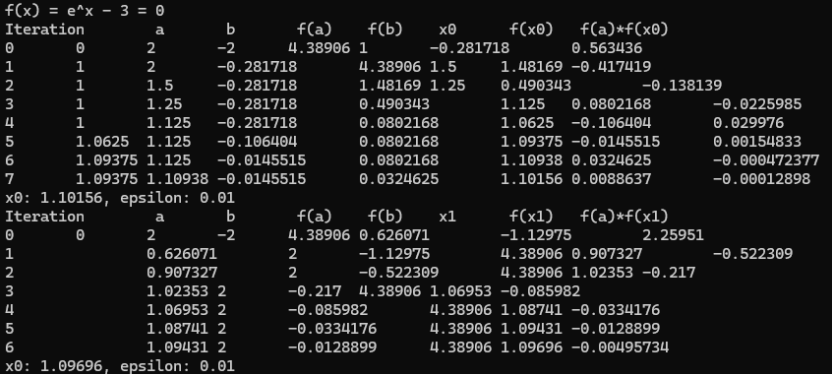 f(x) = e^x - 3 = 0
Iteration a b f(a) f(b) x0 f(x0) f(a)*f(x0)
0 0 2 -2 4.38906 1 -0.281718 0.563436
1 1 2 -0.281718 4.38906 1.5 1.48169 -0.417419
2 1 1.5 -0.281718 1.48169 1.25 0.490343 -0.138139
3 1 1.25 -0.281718 0.490343 1.125 0.0802168 -0.0225985
4 1 1.125 -0.281718 0.0802168 1.0625 -0.106404 0.029976
5 1.0625 1.125 -0.106404 0.0802168 1.09375 -0.0145515 0.00154833
6 1.09375 1.125 -0.0145515 0.0802168 1.10938 0.0324625 -0.000472377
7 1.09375 1.10938 -0.0145515 0.0324625 1.10156 0.0088637 -0.00012898
x0: 1.10156, epsilon: 0.01
Iteration a b f(a) f(b) x1 f(x1) f(a)*f(x1)
0 0 2 -2 4.38906 0.626071 -1.12975 2.25951
1 0.626071 2 -1.12975 4.38906 0.907327 -0.522309
2 0.907327 2 -0.522309 4.38906 1.02353 -0.217
3 1.02353 2 -0.217 4.38906 1.06953 -0.085982
4 1.06953 2 -0.085982 4.38906 1.08741 -0.0334176
5 1.08741 2 -0.0334176 4.38906 1.09431 -0.0128899
6 1.09431 2 -0.0128899 4.38906 1.09696 -0.00495734
x0: 1.09696, epsilon: 0.01